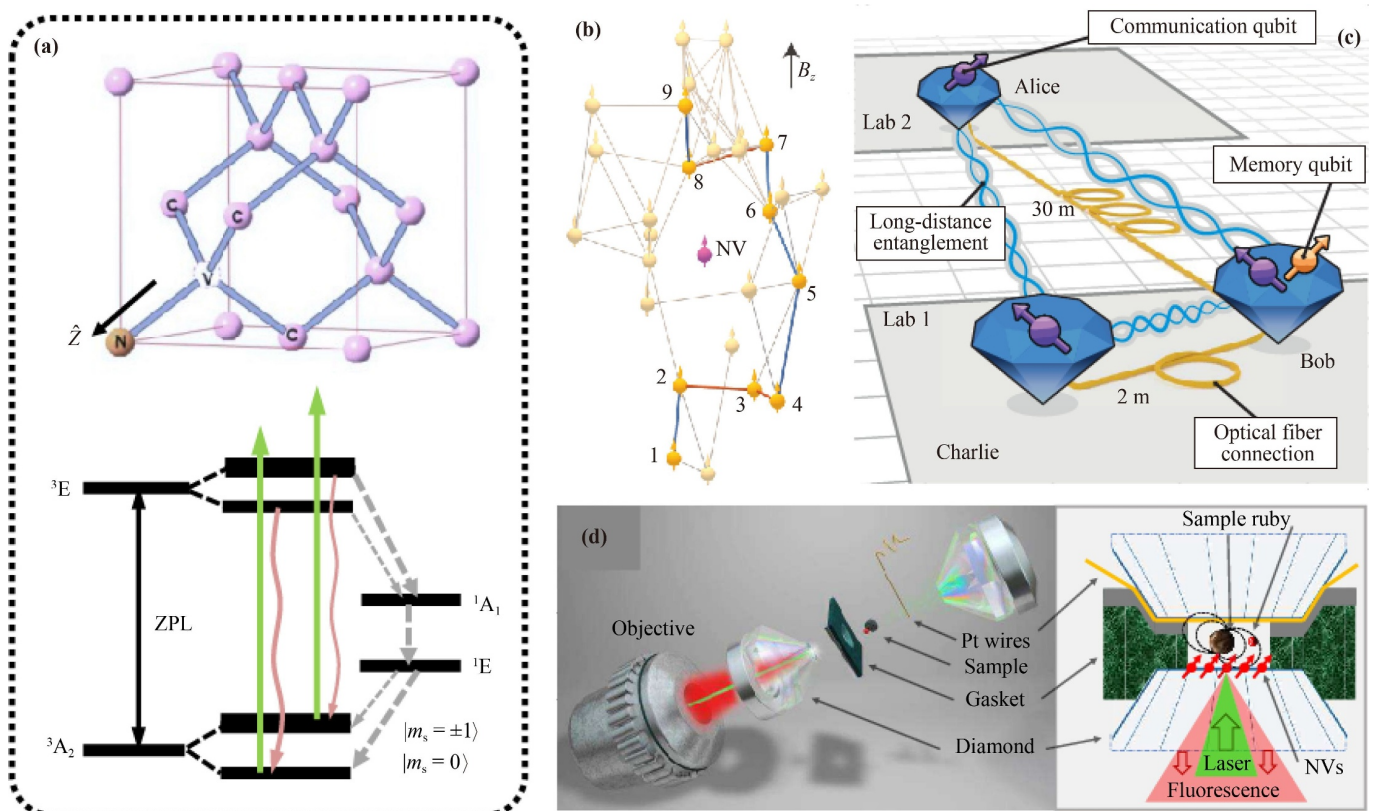 (a)
C
C
V
Ẑ
N
C
³E
ZPL
¹A₁
¹E
³A₂
|mₛ = ±1⟩
|mₛ = 0⟩
(b)
B_z
9
7
8
6
NV
5
2
3
4
1
(c)
Communication qubit
Alice
Lab 2
Memory qubit
30 m
Long-distance
entanglement
Lab 1
Bob
2 m
Optical fiber
connection
Charlie
(d)
Objective
Pt wires
Sample
Gasket
Diamond
Sample ruby
Laser
NVs
Fluorescence